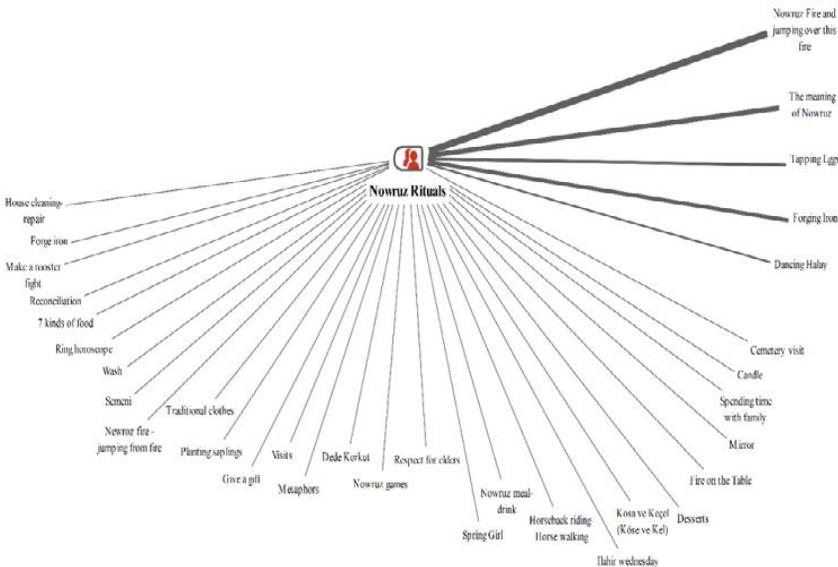 Nowruz Fire and
jumping over this
fire
The meaning
of Nowruz
Tapping Eggs
Forging Iron
Dancing Halay
Nowruz Rituals
House cleaning-
repair
Forge iron
Make a rooster
fight
Reconciliation
7 kinds of food
Ring horoscope
Wash
Semeni
Newroz fire -
jumping from fire
Traditional clothes
Planting saplings
Give a gift
Visits
Metaphors
Dede Korkut
Nowruz games
Respect for elders
Spring Girl
Nowruz meal-
drink
Horseback riding
Horse walking
Ilahir wednesday
Kosa ve Keçel
(Köse ve Kel)
Desserts
Fire on the Table
Mirror
Spending time
with family
Candle
Cemetery visit